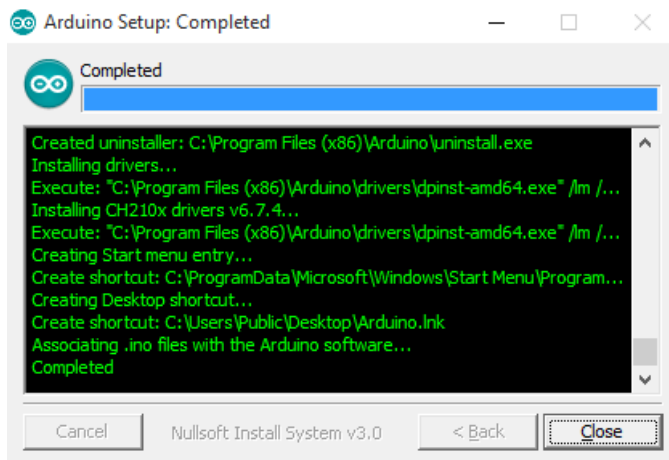 Arduino Setup: Completed
Completed
Created uninstaller: C:\Program Files (x86)\Arduino\uninstall.exe
Installing drivers...
Execute: "C:\Program Files (x86)\Arduino\drivers\dpinst-amd64.exe" /lm /...
Installing CH210x drivers v6.7.4...
Execute: "C:\Program Files (x86)\Arduino\drivers\dpinst-amd64.exe" /lm /...
Creating Start menu entry...
Create shortcut: C:\ProgramData\Microsoft\Windows\Start Menu\Program...
Creating Desktop shortcut...
Create shortcut: C:\Users\Public\Desktop\Arduino.lnk
Associating .ino files with the Arduino software...
Completed
Cancel
Nullsoft Install System v3.0
< Back
Close